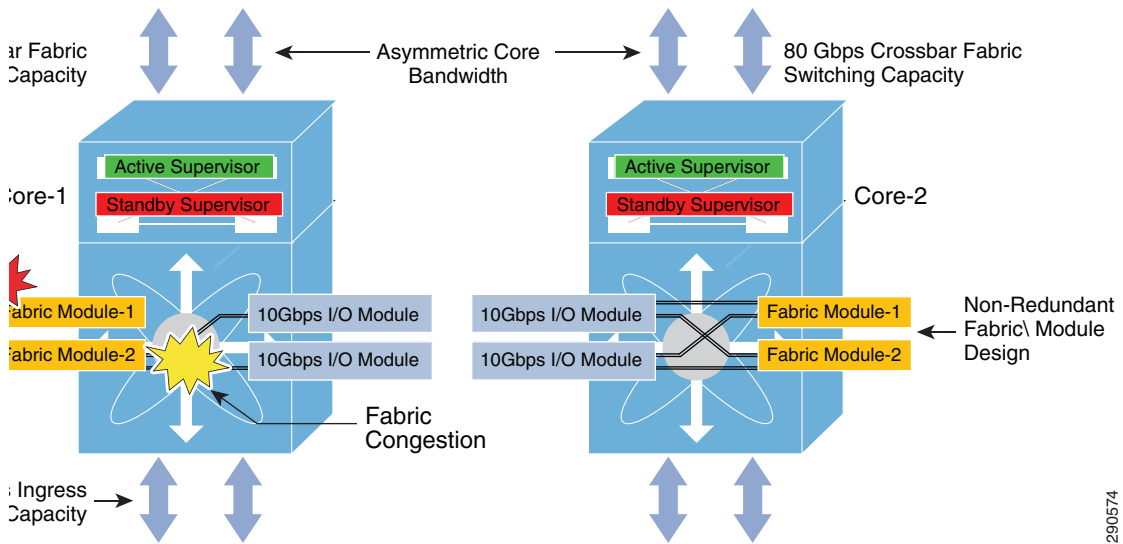 ar Fabric
Capacity
Asymmetric Core
Bandwidth
80 Gbps Crossbar Fabric
Switching Capacity
Core-1
Active Supervisor
Standby Supervisor
Active Supervisor
Standby Supervisor
Core-2
Fabric Module-1
10Gbps I/O Module
10Gbps I/O Module
Fabric Module-1
Fabric Module-2
10Gbps I/O Module
10Gbps I/O Module
Fabric Module-2
Non-Redundant
Fabric\ Module
Design
Fabric
Congestion
s Ingress
Capacity
290574